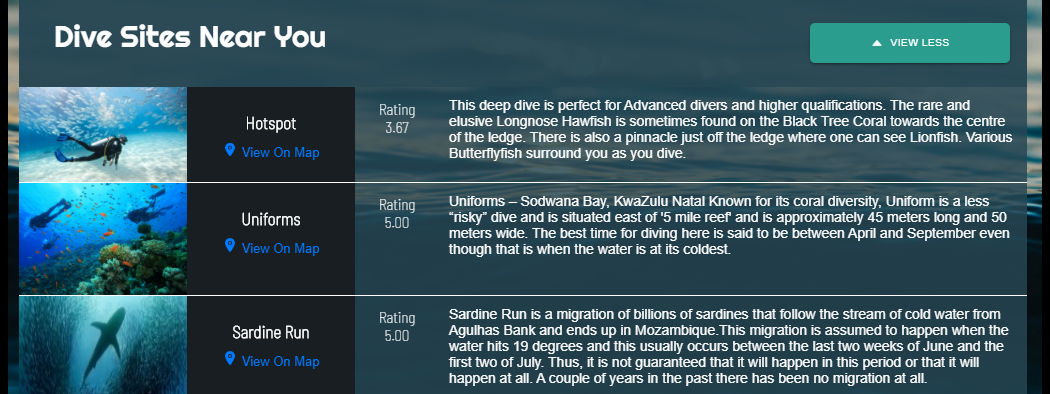 Dive Sites Near You
VIEW LESS
Hotspot
View On Map
Rating
3.67
This deep dive is perfect for Advanced divers and higher qualifications. The rare and
elusive Longnose Hawfish is sometimes found on the Black Tree Coral towards the centre
of the ledge. There is also a pinnacle just off the ledge where one can see Lionfish. Various
Butterflyfish surround you as you dive.
Uniforms
View On Map
Rating
5.00
Uniforms – Sodwana Bay, KwaZulu Natal Known for its coral diversity, Uniform is a less
“risky” dive and is situated east of '5 mile reef' and is approximately 45 meters long and 50
meters wide. The best time for diving here is said to be between April and September even
though that is when the water is at its coldest.
Sardine Run
View On Map
Rating
5.00
Sardine Run is a migration of billions of sardines that follow the stream of cold water from
Agulhas Bank and ends up in Mozambique.This migration is assumed to happen when the
water hits 19 degrees and this usually occurs between the last two weeks of June and the
first two of July. Thus, it is not guaranteed that it will happen in this period or that it will
happen at all. A couple of years in the past there has been no migration at all.